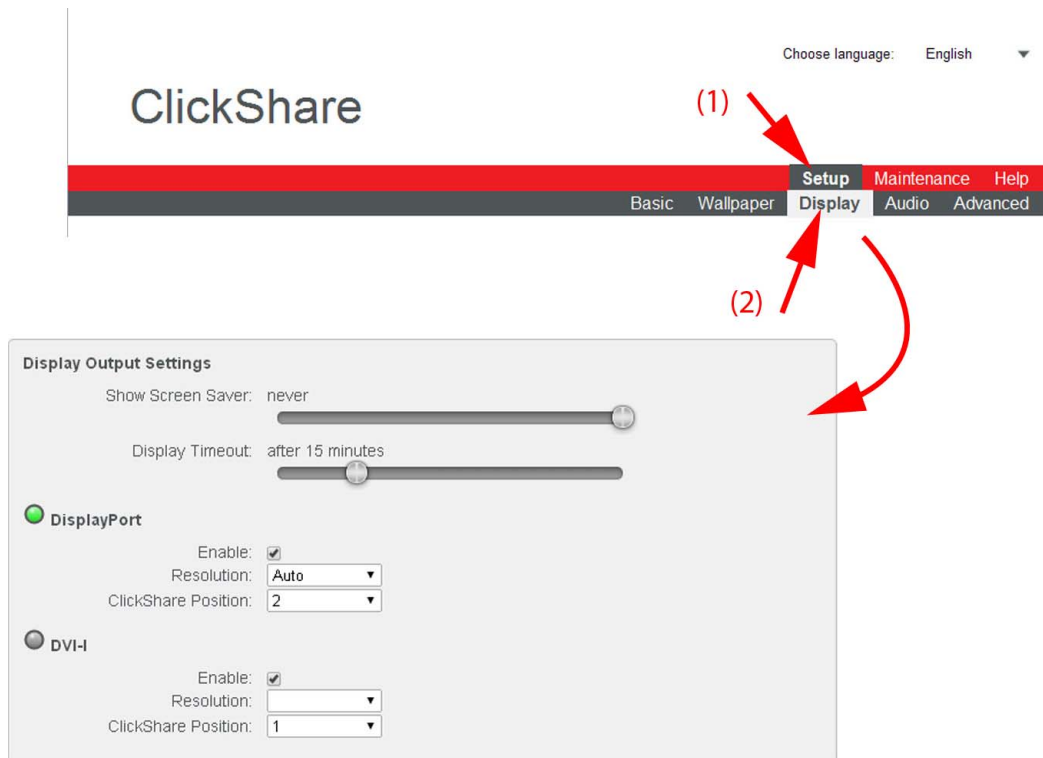 Choose language: English
ClickShare
(1)
Setup Maintenance Help
Basic Wallpaper Display Audio Advanced
(2)
Display Output Settings
Show Screen Saver: never
Display Timeout: after 15 minutes
DisplayPort
Enable:
Resolution: Auto
ClickShare Position: 2
DVI-I
Enable:
Resolution:
ClickShare Position: 1